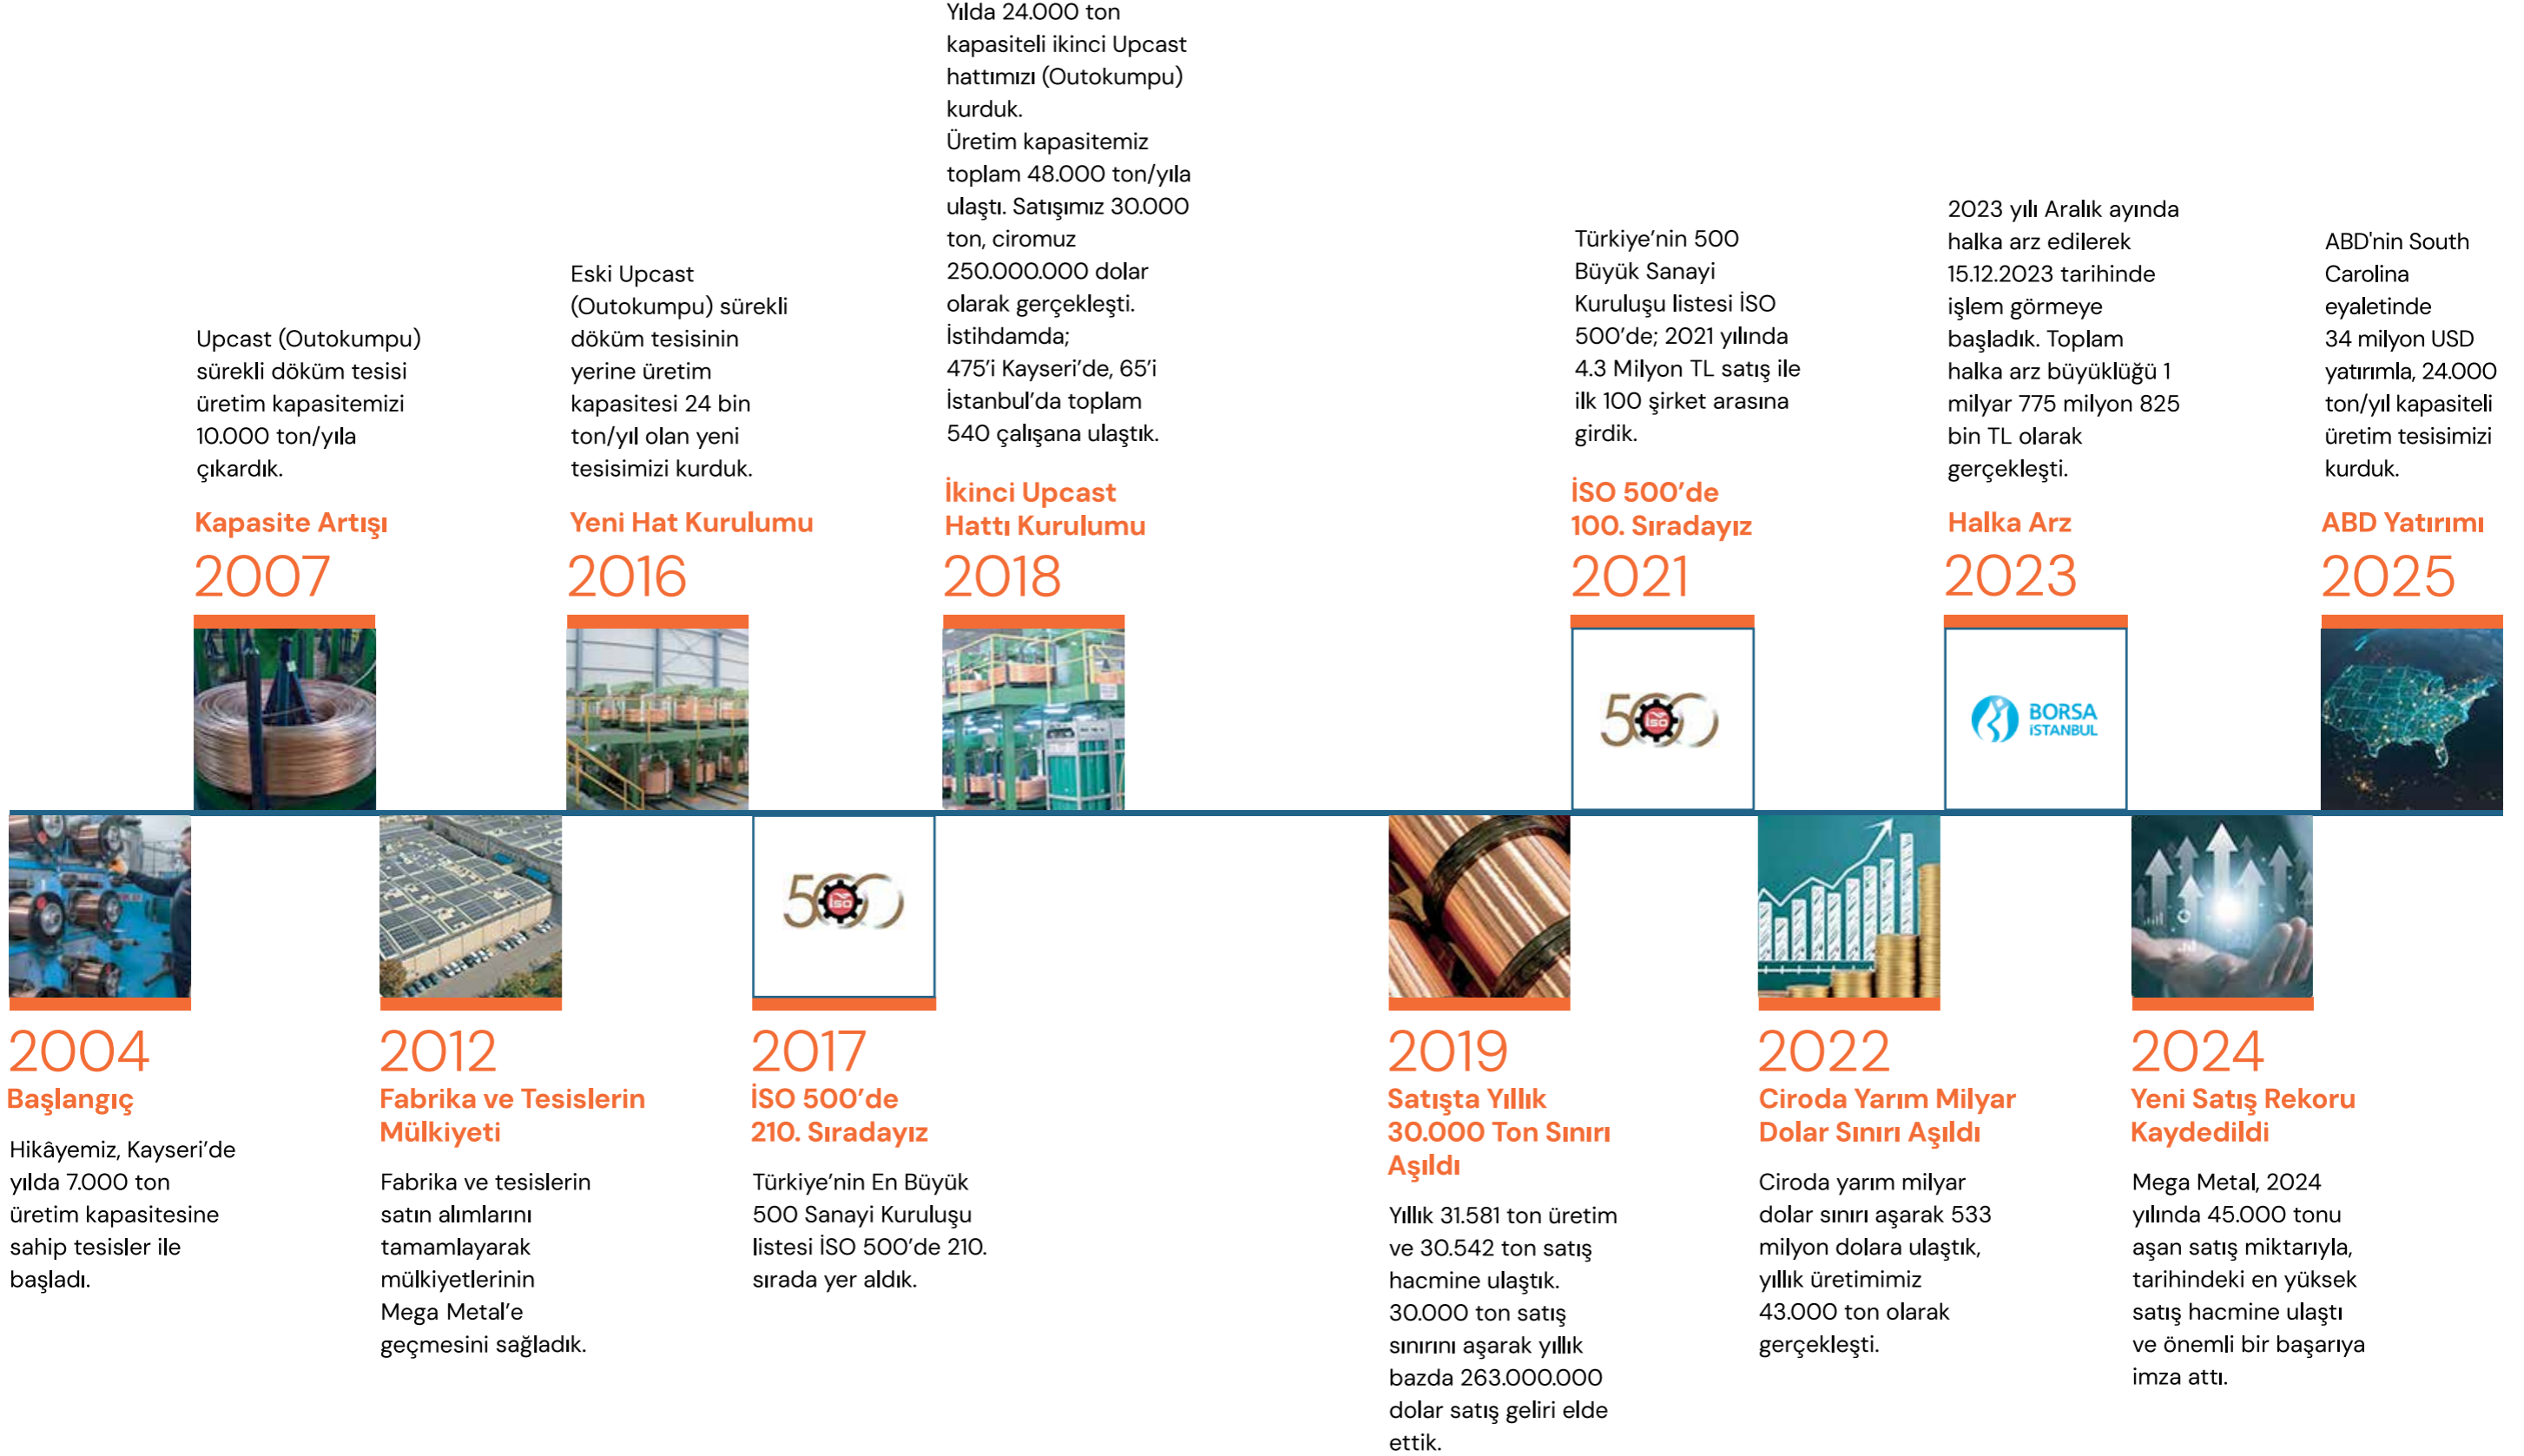 Yılda 24.000 ton
kapasiteli ikinci Upcast
hattımızı (Outokumpu)
kurduk.
Üretim kapasitemiz
toplam 48.000 ton/yıla
ulaştı. Satışımız 30.000
ton, ciromuz
250.000.000 dolar
olarak gerçekleşti.
İstihdamda;
475'i Kayseri'de, 65'i
İstanbul'da toplam
540 çalışana ulaştık.
İkinci Upcast
Hattı Kurulumu
2018
Upcast (Outokumpu)
sürekli döküm tesisi
üretim kapasitemizi
10.000 ton/yıla
çıkardık.
Kapasite Artışı
2007
Eski Upcast
(Outokumpu) sürekli
döküm tesisinin
yerine üretim
kapasitesi 24 bin
ton/yıl olan yeni
tesisimizi kurduk.
Yeni Hat Kurulumu
2016
Türkiye'nin 500
Büyük Sanayi
Kuruluşu listesi İSO
500'de; 2021 yılında
4.3 Milyon TL satış ile
ilk 100 şirket arasına
girdik.
İSO 500'de
100. Sıradayız
2021
500
iso
2023 yılı Aralık ayında
halka arz edilerek
15.12.2023 tarihinde
işlem görmeye
başladık. Toplam
halka arz büyüklüğü 1
milyar 775 milyon 825
bin TL olarak
gerçekleşti.
Halka Arz
2023
BORSA
İSTANBUL
ABD'nin South
Carolina
eyaletinde
34 milyon USD
yatırımla, 24.000
ton/yıl kapasiteli
üretim tesisimizi
kurduk.
ABD Yatırımı
2025
2004
Başlangıç
Hikâyemiz, Kayseri'de
yılda 7.000 ton
üretim kapasitesine
sahip tesisler ile
başladı.
2012
Fabrika ve Tesislerin
Mülkiyeti
Fabrika ve tesislerin
satın alımlarını
tamamlayarak
mülkiyetlerinin
Mega Metal'e
geçmesini sağladık.
500
iso
2017
İSO 500'de
210. Sıradayız
Türkiye'nin En Büyük
500 Sanayi Kuruluşu
listesi İSO 500'de 210.
sırada yer aldık.
2019
Satışta Yıllık
30.000 Ton Sınırı
Aşıldı
Yıllık 31.581 ton üretim
ve 30.542 ton satış
hacmine ulaştık.
30.000 ton satış
sınırını aşarak yıllık
bazda 263.000.000
dolar satış geliri elde
ettik.
2022
Ciroda Yarım Milyar
Dolar Sınırı Aşıldı
Ciroda yarım milyar
dolar sınırı aşarak 533
milyon dolara ulaştık,
yıllık üretimimiz
43.000 ton olarak
gerçekleşti.
2024
Yeni Satış Rekoru
Kaydedildi
Mega Metal, 2024
yılında 45.000 tonu
aşan satış miktarıyla,
tarihindeki en yüksek
satış hacmine ulaştı
ve önemli bir başarıya
imza attı.